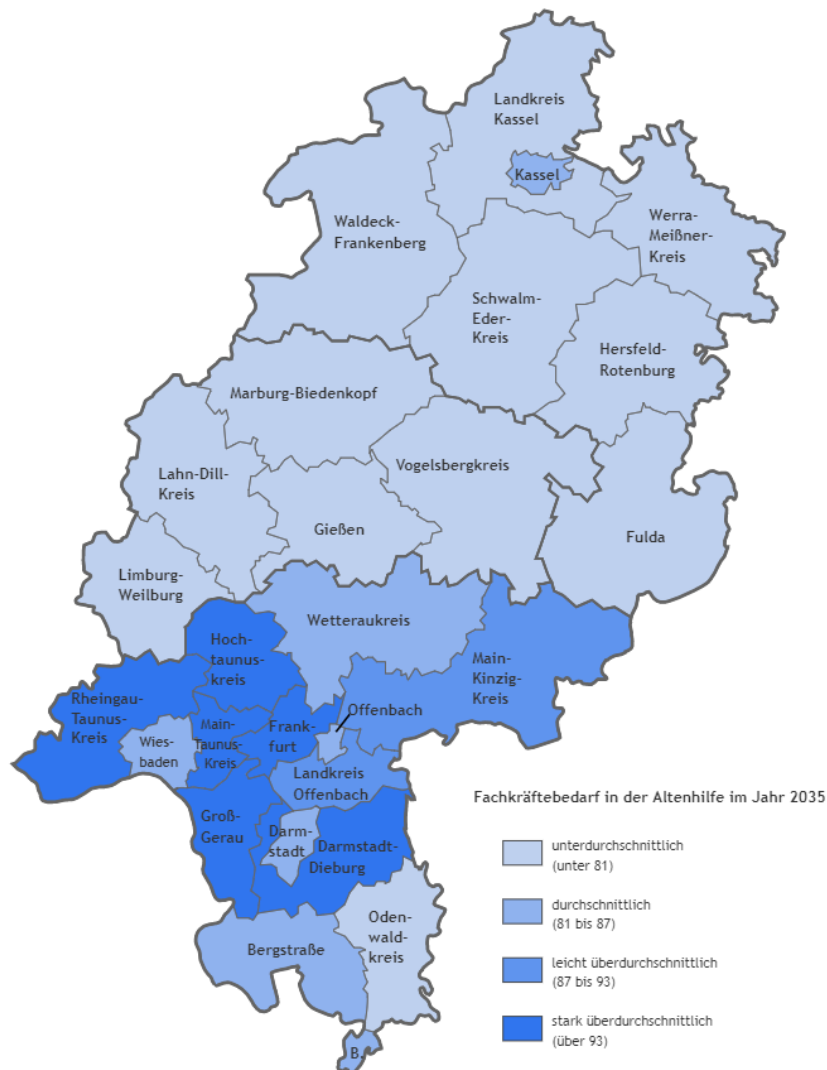 Landkreis
Kassel
Kassel
Waldeck-
Frankenberg
Werra-
Meißner-
Kreis
Schwalm-
Eder-
Kreis
Hersfeld-
Rotenburg
Marburg-Biedenkopf
Lahn-Dill-
Kreis
Vogelsbergkreis
Gießen
Fulda
Limburg-
Weilburg
Wetteraukreis
Hoch-
taunus-
kreis
Main-
Kinzig-
Kreis
Rheingau-
Taunus-
Kreis
Offenbach
Main-
Taunus-
Kreis
Frank-
furt
Wies-
baden
Landkreis
Offenbach
Groß-
Gerau
Darm-
stadt
Darmstadt-
Dieburg
Oden-
wald-
kreis
Bergstraße
B.
Fachkräftebedarf in der Altenhilfe im Jahr 2035
unterdurchschnittlich
(unter 81)
durchschnittlich
(81 bis 87)
leicht überdurchschnittlich
(87 bis 93)
stark überdurchschnittlich
(über 93)